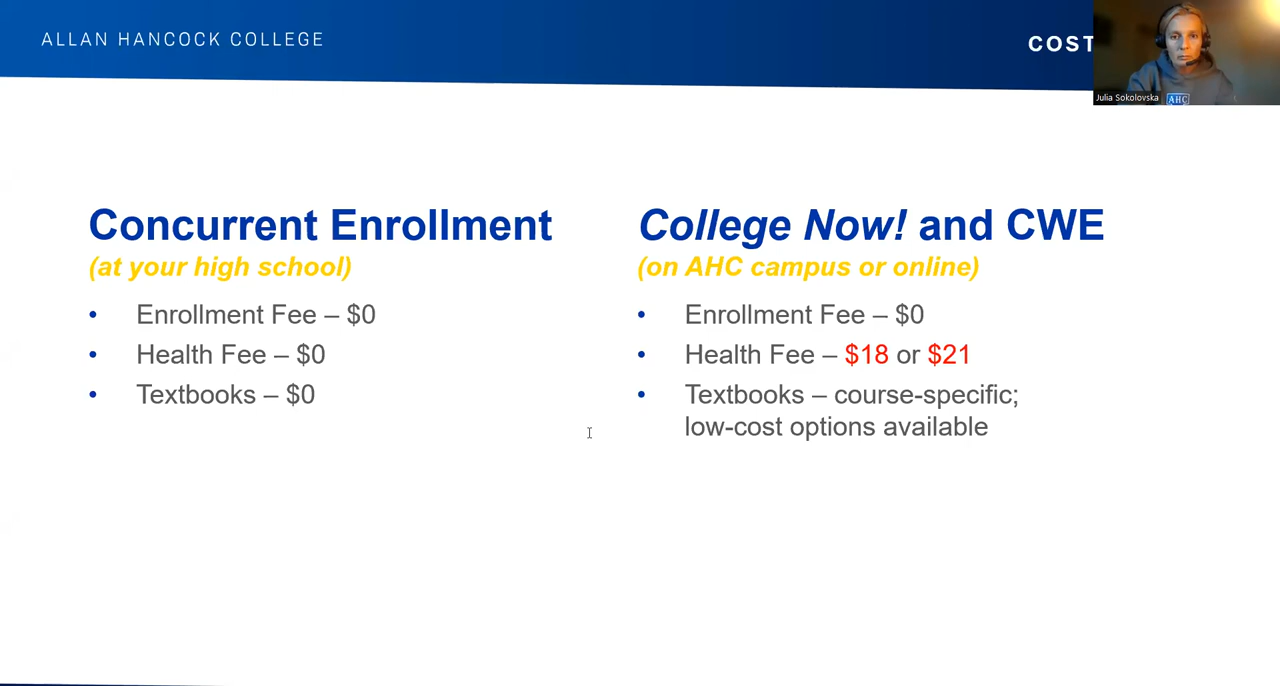 ALLAN HANCOCK COLLEGE
COST
Julia Sokolovska
AHC
Concurrent Enrollment
(at your high school)
• Enrollment Fee – $0
• Health Fee – $0
• Textbooks – $0
College Now! and CWE
(on AHC campus or online)
• Enrollment Fee – $0
• Health Fee – $18 or $21
• Textbooks – course-specific;
low-cost options available